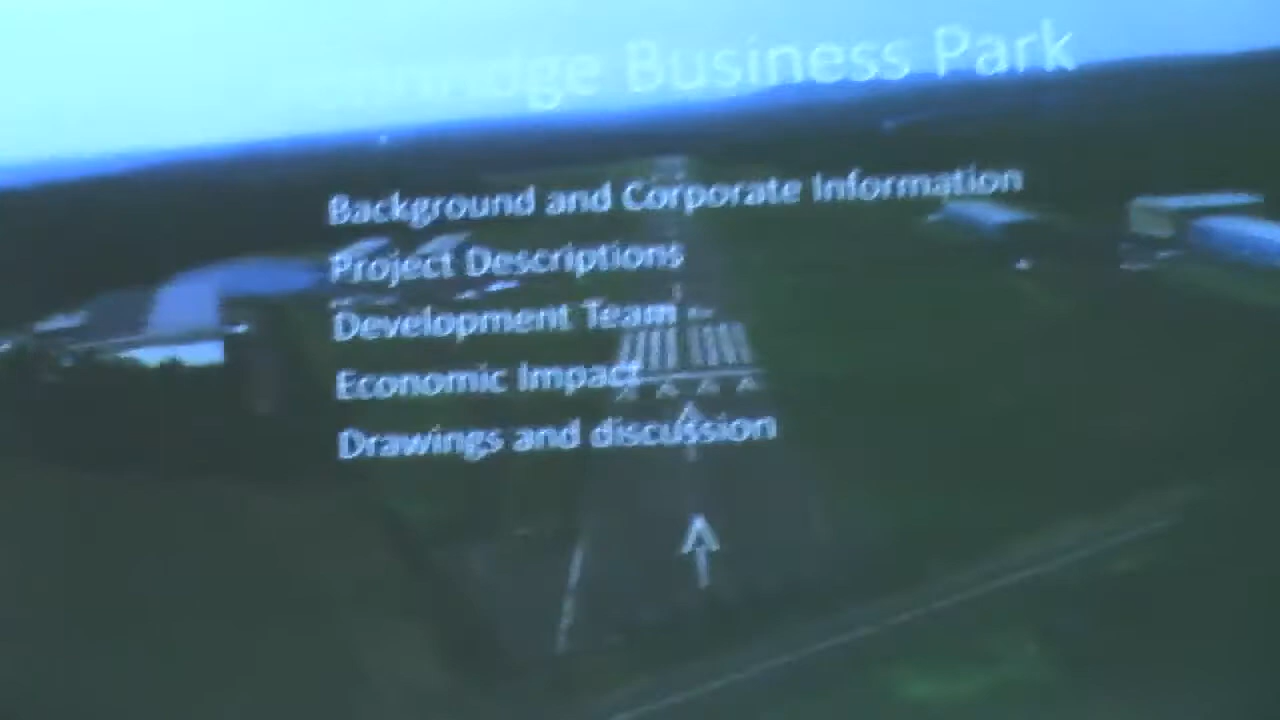 Business Park
Background and Corporate Information
Project Descriptions
Development Team
Economic Impact
Drawings and discussion